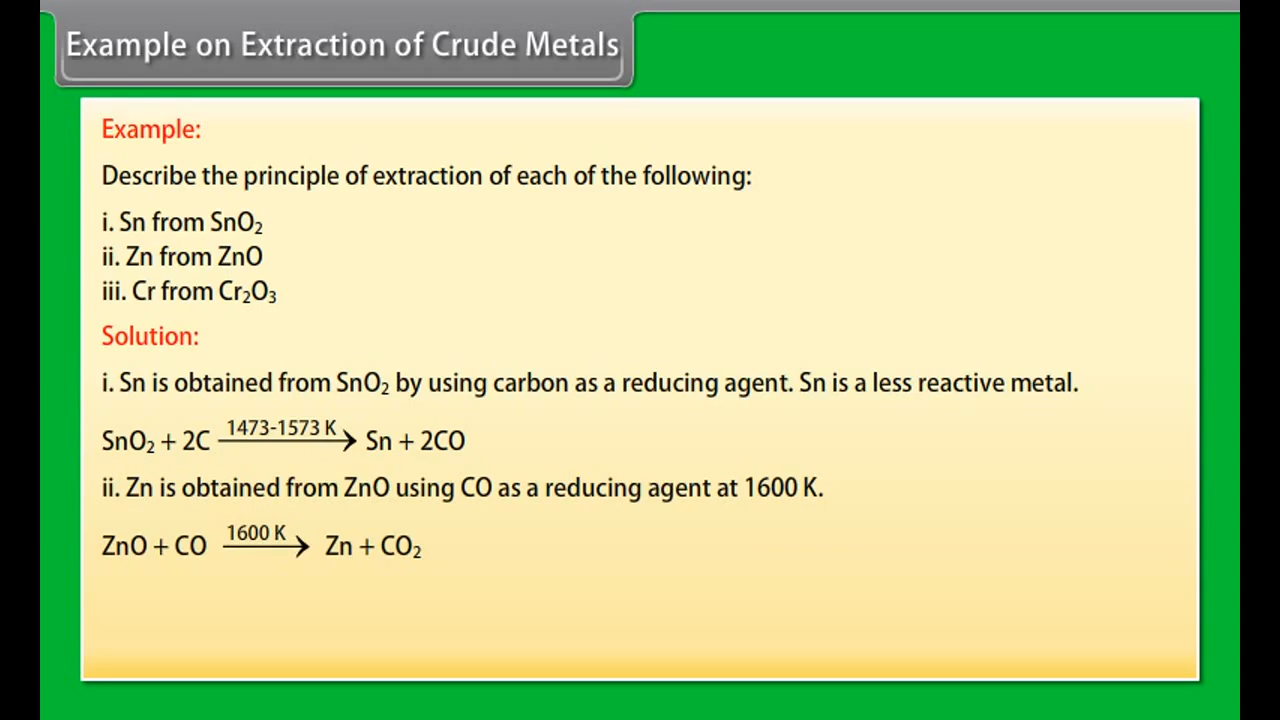 Example on Extraction of Crude Metals
Example:
Describe the principle of extraction of each of the following:
i. Sn from SnO₂
ii. Zn from ZnO
iii. Cr from Cr₂O₃
Solution:
i. Sn is obtained from SnO₂ by using carbon as a reducing agent. Sn is a less reactive metal.
SnO₂ + 2C 1473-1573 K → Sn + 2CO
ii. Zn is obtained from ZnO using CO as a reducing agent at 1600 K.
ZnO + CO 1600 K → Zn + CO₂